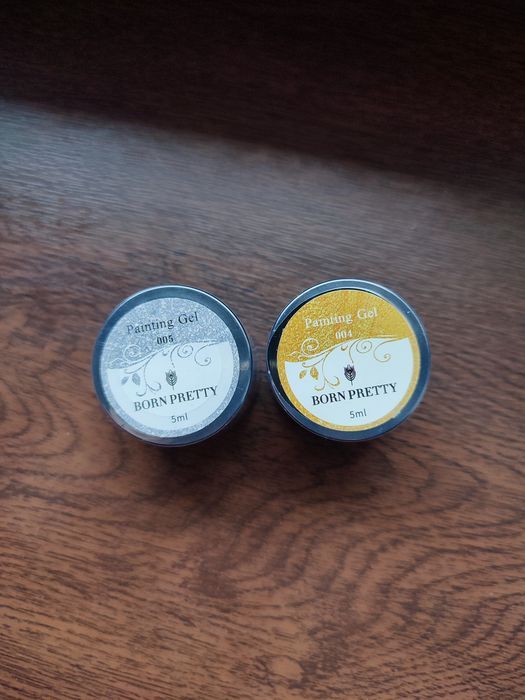 Painting Gel
005
BORN PRETTY
5ml
Painting Gel
004
BORN PRETTY
5ml